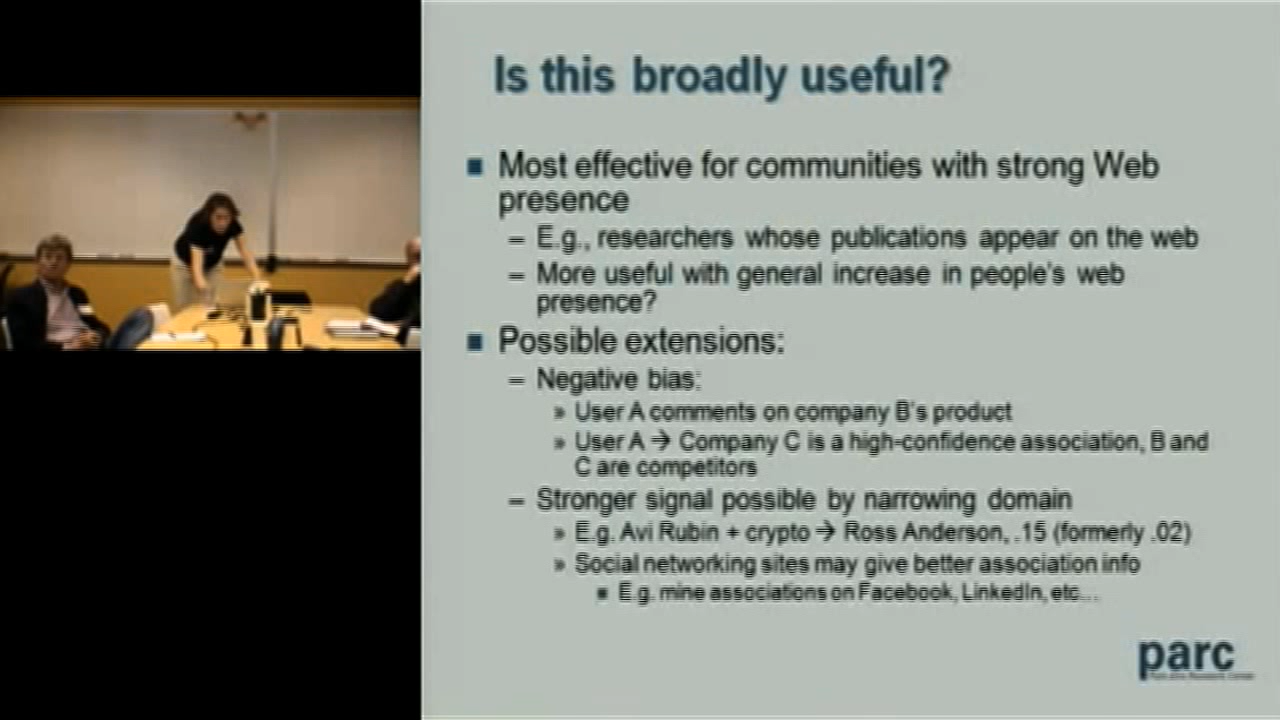 Is this broadly useful?
■ Most effective for communities with strong Web
presence
– E.g., researchers whose publications appear on the web
– More useful with general increase in people's web
presence?
■ Possible extensions:
– Negative bias:
» User A comments on company B's product
» User A → Company C is a high-confidence association, B and
C are competitors
– Stronger signal possible by narrowing domain
» E.g. Avi Rubin + crypto → Ross Anderson, .15 (formerly .02)
» Social networking sites may give better association info
■ E.g. mine associations on Facebook, LinkedIn, etc...
parc